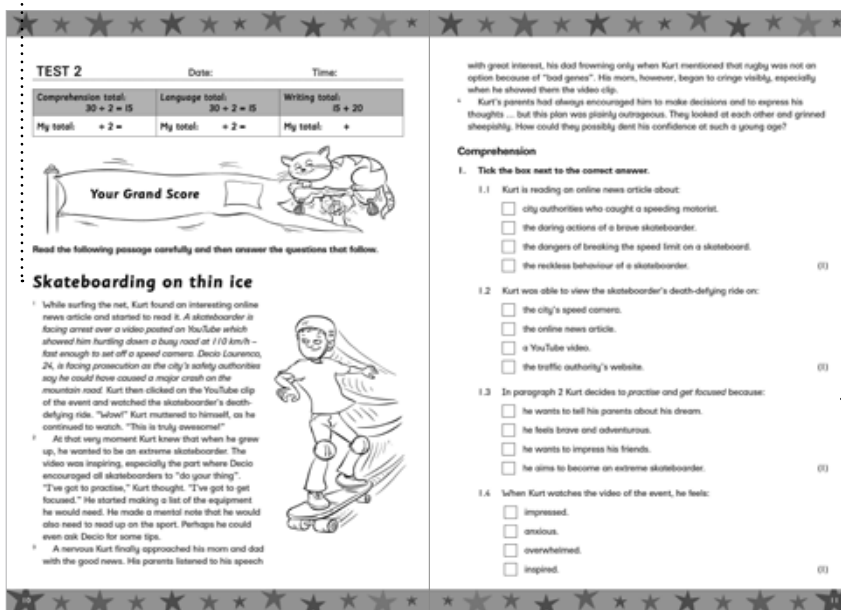 TEST 2 Date: Time:
Comprehension total: Language total: Writing total:
30 ÷ 2 = 15 30 ÷ 2 = 15 15 + 20
My total: ÷ 2 = My total: ÷ 2 = My total: +
Your Grand Score
Read the following passage carefully and then answer the questions that follow.
Skateboarding on thin ice
1 While surfing the net, Kurt found an interesting online
news article and started to read it. A skateboarder is
facing arrest over a video posted on YouTube which
showed him hurtling down a busy road at 110 km/h –
fast enough to set off a speed camera. Decio Lourenco,
24, is facing prosecution as the city's safety authorities
say he could have caused a major crash on the
mountain road. Kurt then clicked on the YouTube clip
of the event and watched the skateboarder's death-
defying ride. "Wow!" Kurt muttered to himself, as he
continued to watch. "This is truly awesome!"
2 At that very moment Kurt knew that when he grew
up, he wanted to be an extreme skateboarder. The
video was inspiring, especially the part where Decio
encouraged all skateboarders to "do your thing".
"I've got to practise," Kurt thought. "I've got to get
focused." He started making a list of the equipment
he would need. He made a mental note that he would
also need to read up on the sport. Perhaps he could
even ask Decio for some tips.
3 A nervous Kurt finally approached his mom and dad
with the good news. His parents listened to his speech
10
with great interest, his dad frowning only when Kurt mentioned that rugby was not an
option because of "bad genes". His mom, however, began to cringe visibly, especially
when he showed them the video clip.
4 Kurt's parents had always encouraged him to make decisions and to express his
thoughts ... but this plan was plainly outrageous. They looked at each other and grinned
sheepishly. How could they possibly dent his confidence at such a young age?
Comprehension
1. Tick the box next to the correct answer.
1.1 Kurt is reading an online news article about:
city authorities who caught a speeding motorist.
the daring actions of a brave skateboarder.
the dangers of breaking the speed limit on a skateboard.
the reckless behaviour of a skateboarder. (1)
1.2 Kurt was able to view the skateboarder's death-defying ride on:
the city's speed camera.
the online news article.
a YouTube video.
the traffic authority's website. (1)
1.3 In paragraph 2 Kurt decides to practise and get focused because:
he wants to tell his parents about his dream.
he feels brave and adventurous.
he wants to impress his friends.
he aims to become an extreme skateboarder. (1)
1.4 When Kurt watches the video of the event, he feels:
impressed.
anxious.
overwhelmed.
inspired. (1)
11